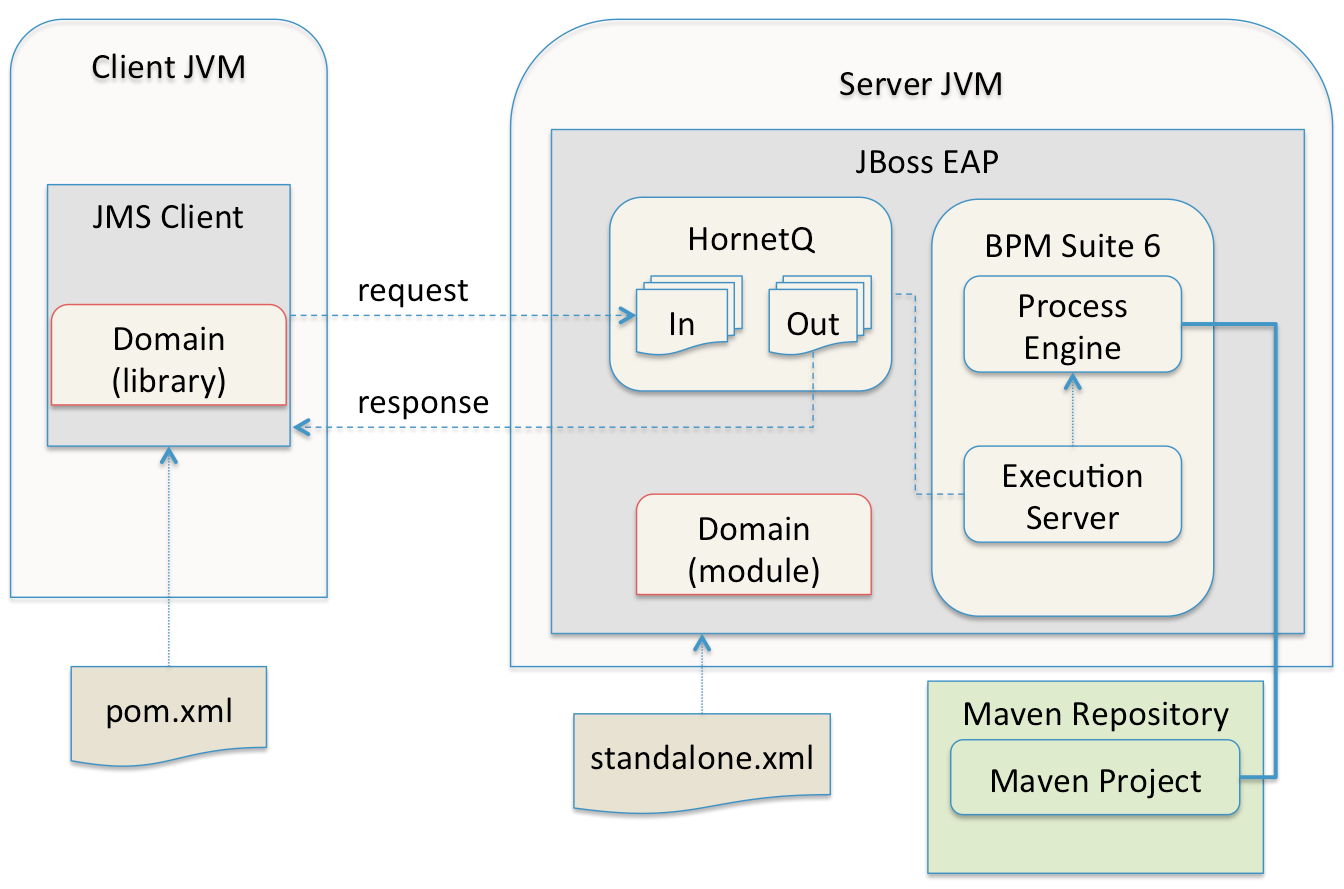 Client JVM
JMS Client
Domain
(library)
pom.xml
request
response
Server JVM
JBoss EAP
HornetQ
In
Out
Domain
(module)
BPM Suite 6
Process
Engine
Execution
Server
standalone.xml
Maven Repository
Maven Project